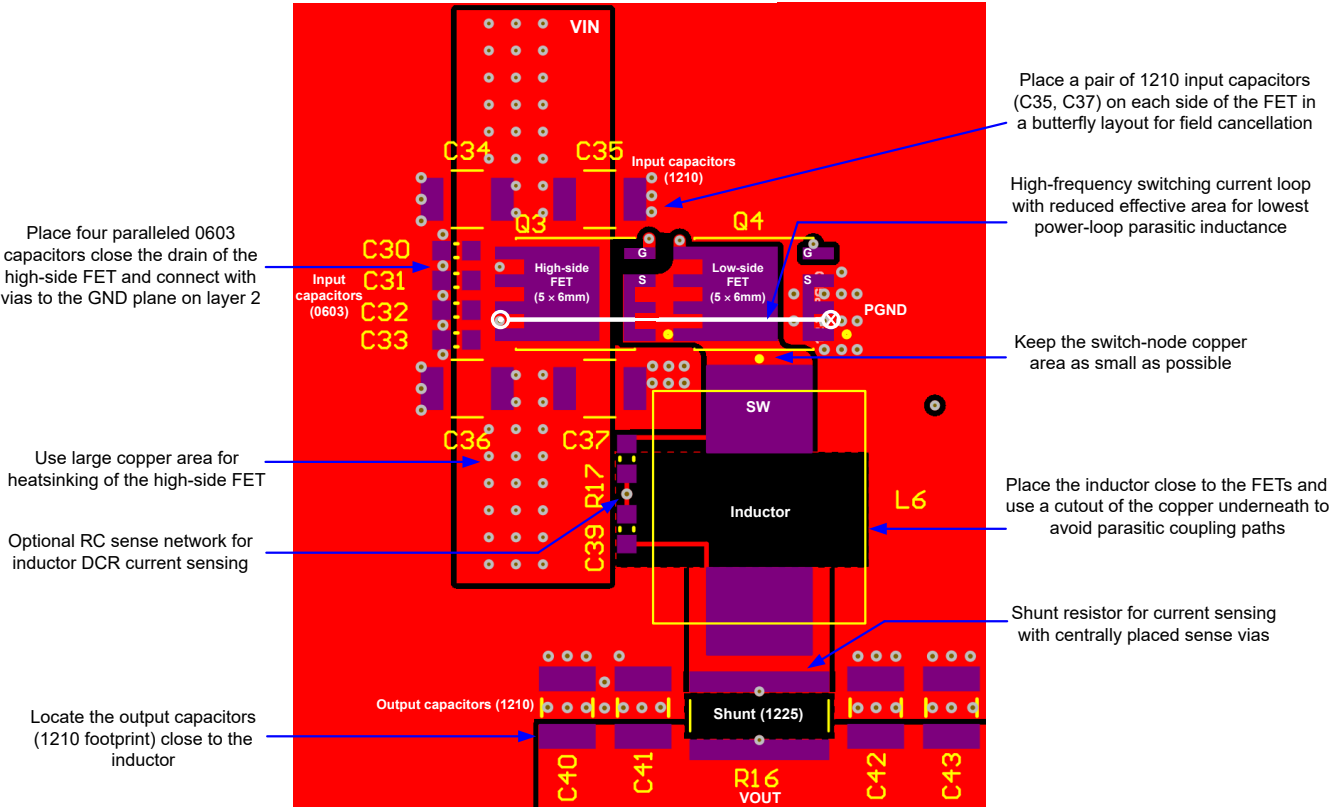 VIN
Place a pair of 1210 input capacitors
(C35, C37) on each side of the FET in
a butterfly layout for field cancellation
C34
C35
Input capacitors
(1210)
High-frequency switching current loop
with reduced effective area for lowest
power-loop parasitic inductance
Place four paralleled 0603
capacitors close the drain of the
high-side FET and connect with
vias to the GND plane on layer 2
Q3
Q4
C30
C31
C32
C33
Input
capacitors
(0603)
High-side
FET
(5 × 6mm)
G
S
Low-side
FET
(5 × 6mm)
G
S
PGND
Keep the switch-node copper
area as small as possible
SW
C36
C37
Use large copper area for
heatsinking of the high-side FET
R17
C39
Inductor
L6
Place the inductor close to the FETs and
use a cutout of the copper underneath to
avoid parasitic coupling paths
Optional RC sense network for
inductor DCR current sensing
Shunt resistor for current sensing
with centrally placed sense vias
Output capacitors (1210)
Shunt (1225)
Locate the output capacitors
(1210 footprint) close to the
inductor
C40
C41
R16
VOUT
C42
C43